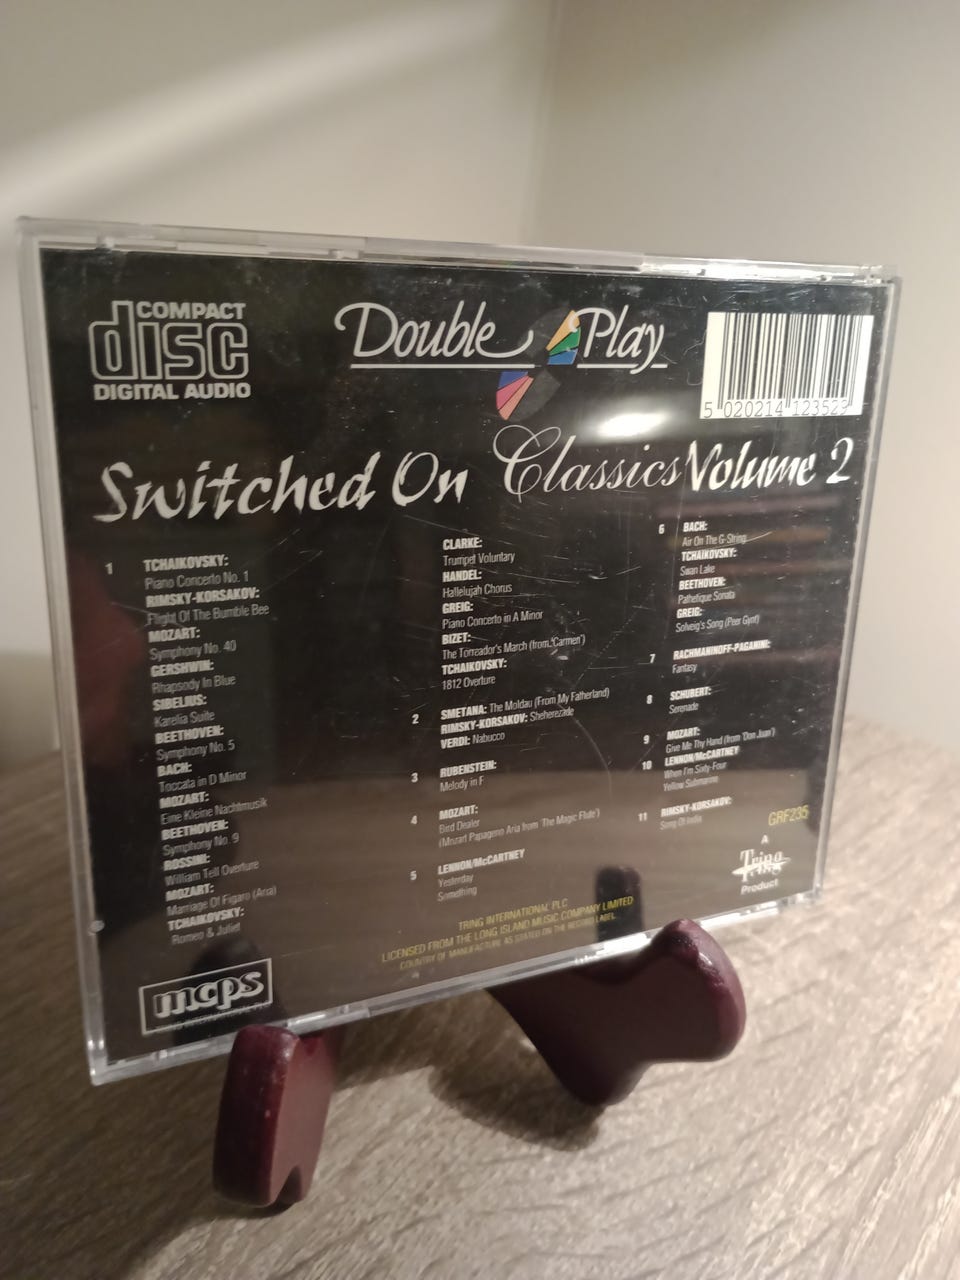 COMPACT
disc
DIGITAL AUDIO
Double Play
5 020214 123523
Switched On Classics Volume 2
1 TCHAIKOVSKY:
Piano Concerto No. 1
RIMSKY-KORSAKOV:
Flight Of The Bumble Bee
MOZART:
Symphony No. 40
GERSHWIN:
Rhapsody In Blue
SIBELIUS:
Karelia Suite
BEETHOVEN:
Symphony No. 5
BACH:
Toccata in D Minor
MOZART:
Eine Kleine Nachtmusik
BEETHOVEN:
Symphony No. 9
ROSSINI:
William Tell Overture
MOZART:
Marriage Of Figaro (Aria)
TCHAIKOVSKY:
Romeo & Juliet
CLARKE:
Trumpet Voluntary
HANDEL:
Hallelujah Chorus
GREIG:
Piano Concerto in A Minor
BIZET:
The Torreador's March (from 'Carmen')
TCHAIKOVSKY:
1812 Overture
2 SMETANA: The Moldau (From My Fatherland)
RIMSKY-KORSAKOV: Sheherezade
VERDI: Nabucco
3 RUBENSTEIN:
Melody in F
4 MOZART:
Bird Dealer
(Mozart Papageno Aria from 'The Magic Flute')
5 LENNON/McCARTNEY
Yesterday
Something
6 BACH:
Air On The G-String
TCHAIKOVSKY:
Swan Lake
BEETHOVEN:
Pathetique Sonata
GREIG:
Solveig's Song (Peer Gynt)
7 RACHMANINOFF-PAGANINI:
Fantasy
8 SCHUBERT:
Serenade
9 MOZART:
Give Me Thy Hand (from 'Don Juan')
10 LENNON/McCARTNEY
When I'm Sixty-Four
Yellow Submarine
11 RIMSKY-KORSAKOV:
Song Of India
GRF235
A
Tring
Product
TRING INTERNATIONAL PLC
LICENSED FROM THE LONG ISLAND MUSIC COMPANY LIMITED
COUNTRY OF MANUFACTURE AS STATED ON THE RECORD LABEL
mcps